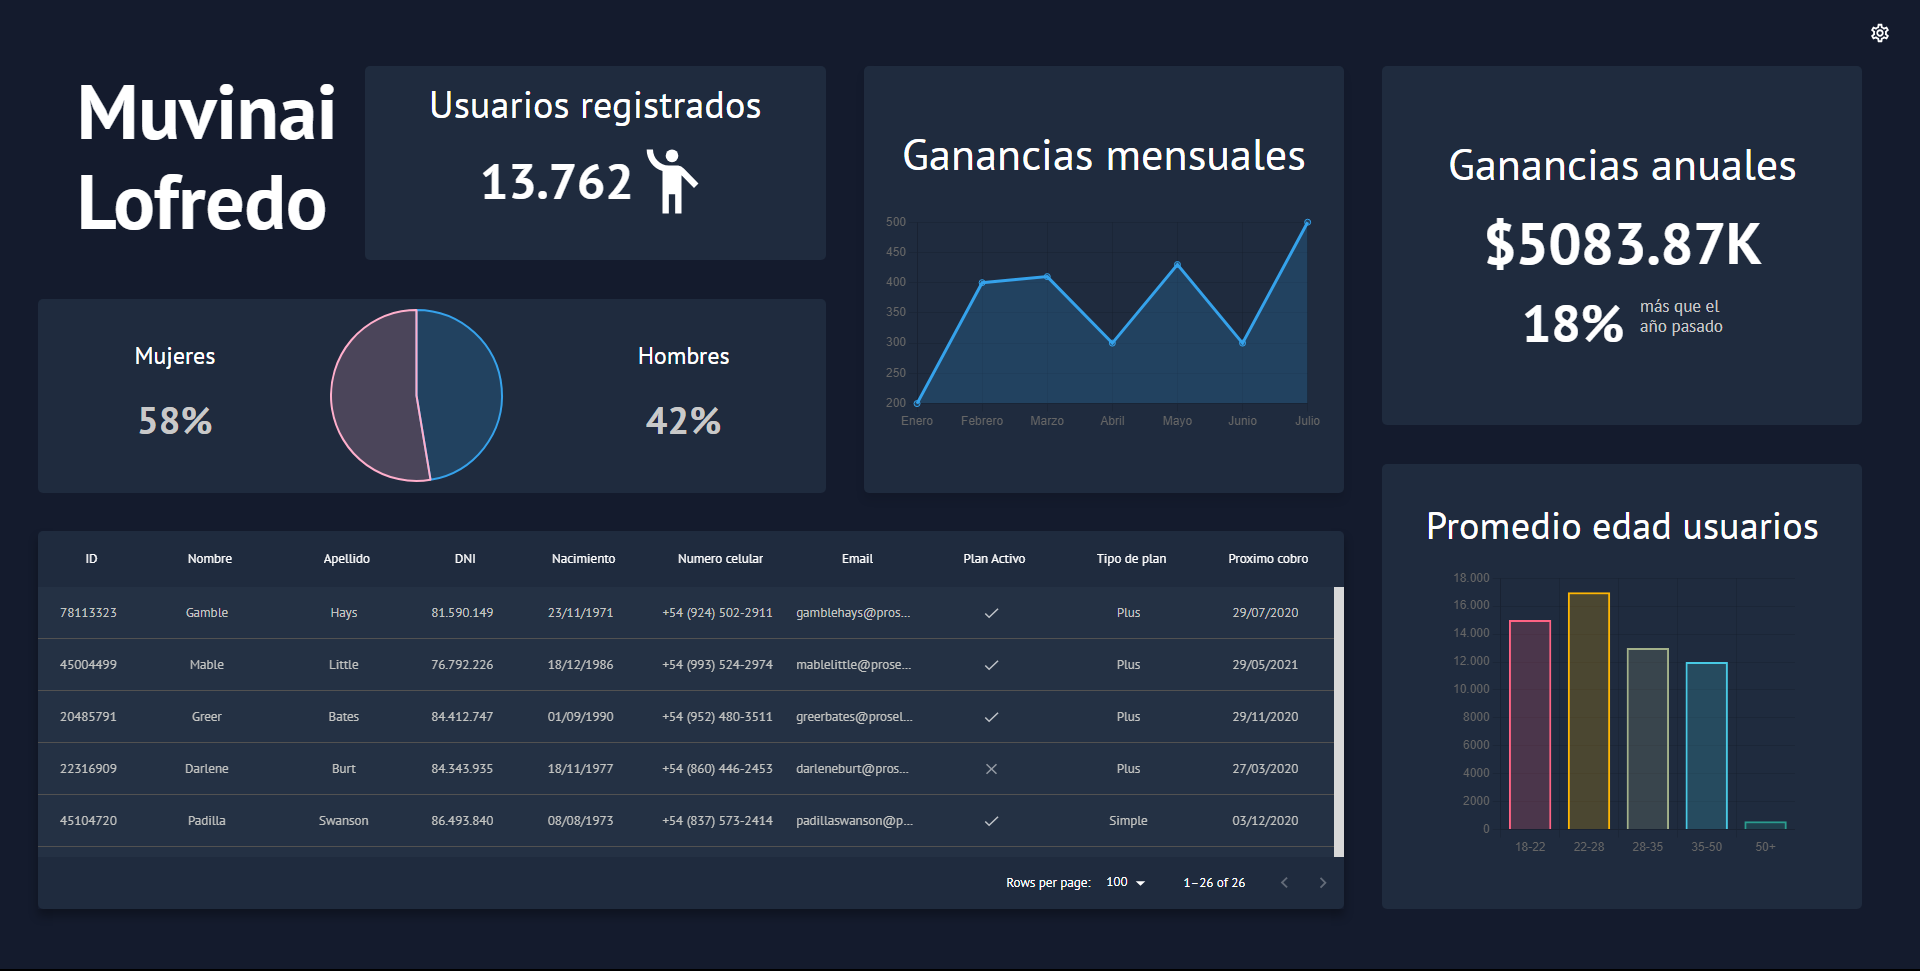 Muvinai
Lofredo
Usuarios registrados
13.762
Mujeres
58%
Hombres
42%
Ganancias mensuales
500
450
400
350
300
250
200
Enero Febrero Marzo Abril Mayo Junio Julio
Ganancias anuales
$5083.87K
18%
más que el
año pasado
Promedio edad usuarios
18.000
16.000
14.000
12.000
10.000
8000
6000
4000
2000
0
18-22 22-28 28-35 35-50 50+
ID Nombre Apellido DNI Nacimiento Numero celular Email Plan Activo Tipo de plan Proximo cobro
78113323 Gamble Hays 81.590.149 23/11/1971 +54 (924) 502-2911 gamblehays@pros... Plus 29/07/2020
45004499 Mable Little 76.792.226 18/12/1986 +54 (993) 524-2974 mablelittle@prose... Plus 29/05/2021
20485791 Greer Bates 84.412.747 01/09/1990 +54 (952) 480-3511 greerbates@prosel... Plus 29/11/2020
22316909 Darlene Burt 84.343.935 18/11/1977 +54 (860) 446-2453 darleneburt@pros... Plus 27/03/2020
45104720 Padilla Swanson 86.493.840 08/08/1973 +54 (837) 573-2414 padillaswanson@p... Simple 03/12/2020
Rows per page: 100 1–26 of 26